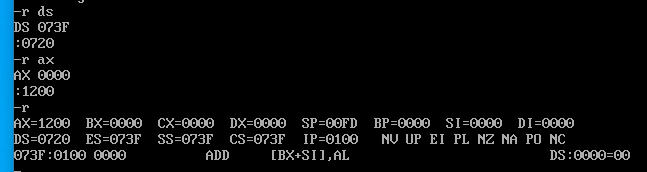 -r ds
DS 073F
:0720
-r ax
AX 0000
:1200
-r
AX=1200  BX=0000  CX=0000  DX=0000  SP=00FD  BP=0000  SI=0000  DI=0000
DS=0720  ES=073F  SS=073F  CS=073F  IP=0100   NV UP EI PL NZ NA PO NC
073F:0100 0000          ADD     [BX+SI],AL                         DS:0000=00